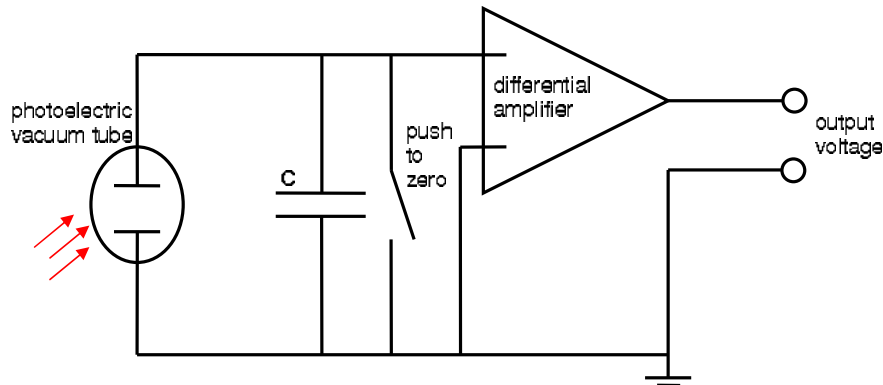 photoelectric
vacuum tube
C
push
to
zero
differential
amplifier
output
voltage